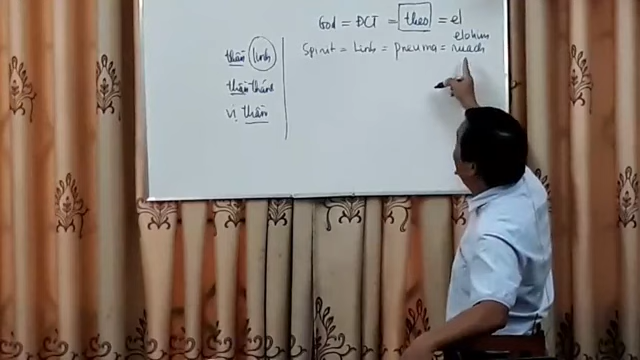 God = ĐCT = theo = el
elohim
Spirit = Linh = pneuma = ruach
thần linh
thần thánh
vị thần